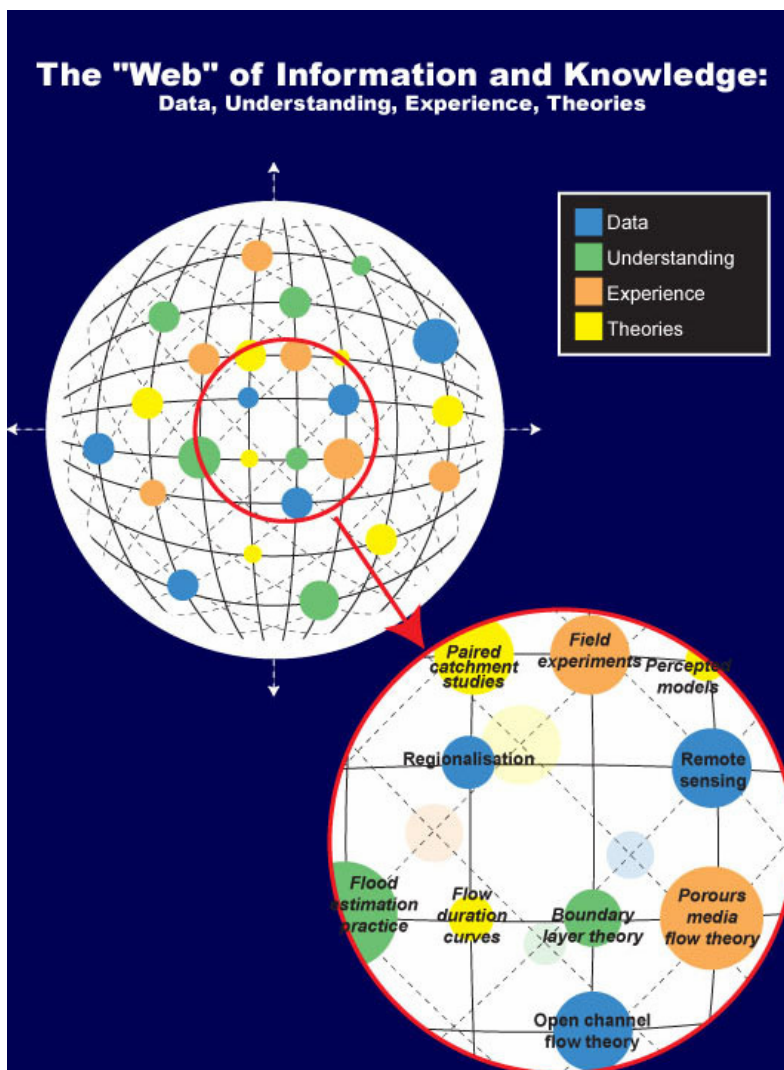 The "Web" of Information and Knowledge:
Data, Understanding, Experience, Theories
Data
Understanding
Experience
Theories
Paired
catchment
studies
Field
experiments
Percepted
models
Regionalisation
Remote
sensing
Flood
estimation
practice
Flow
duration
curves
Boundary
layer theory
Porours
media
flow theory
Open channel
flow theory